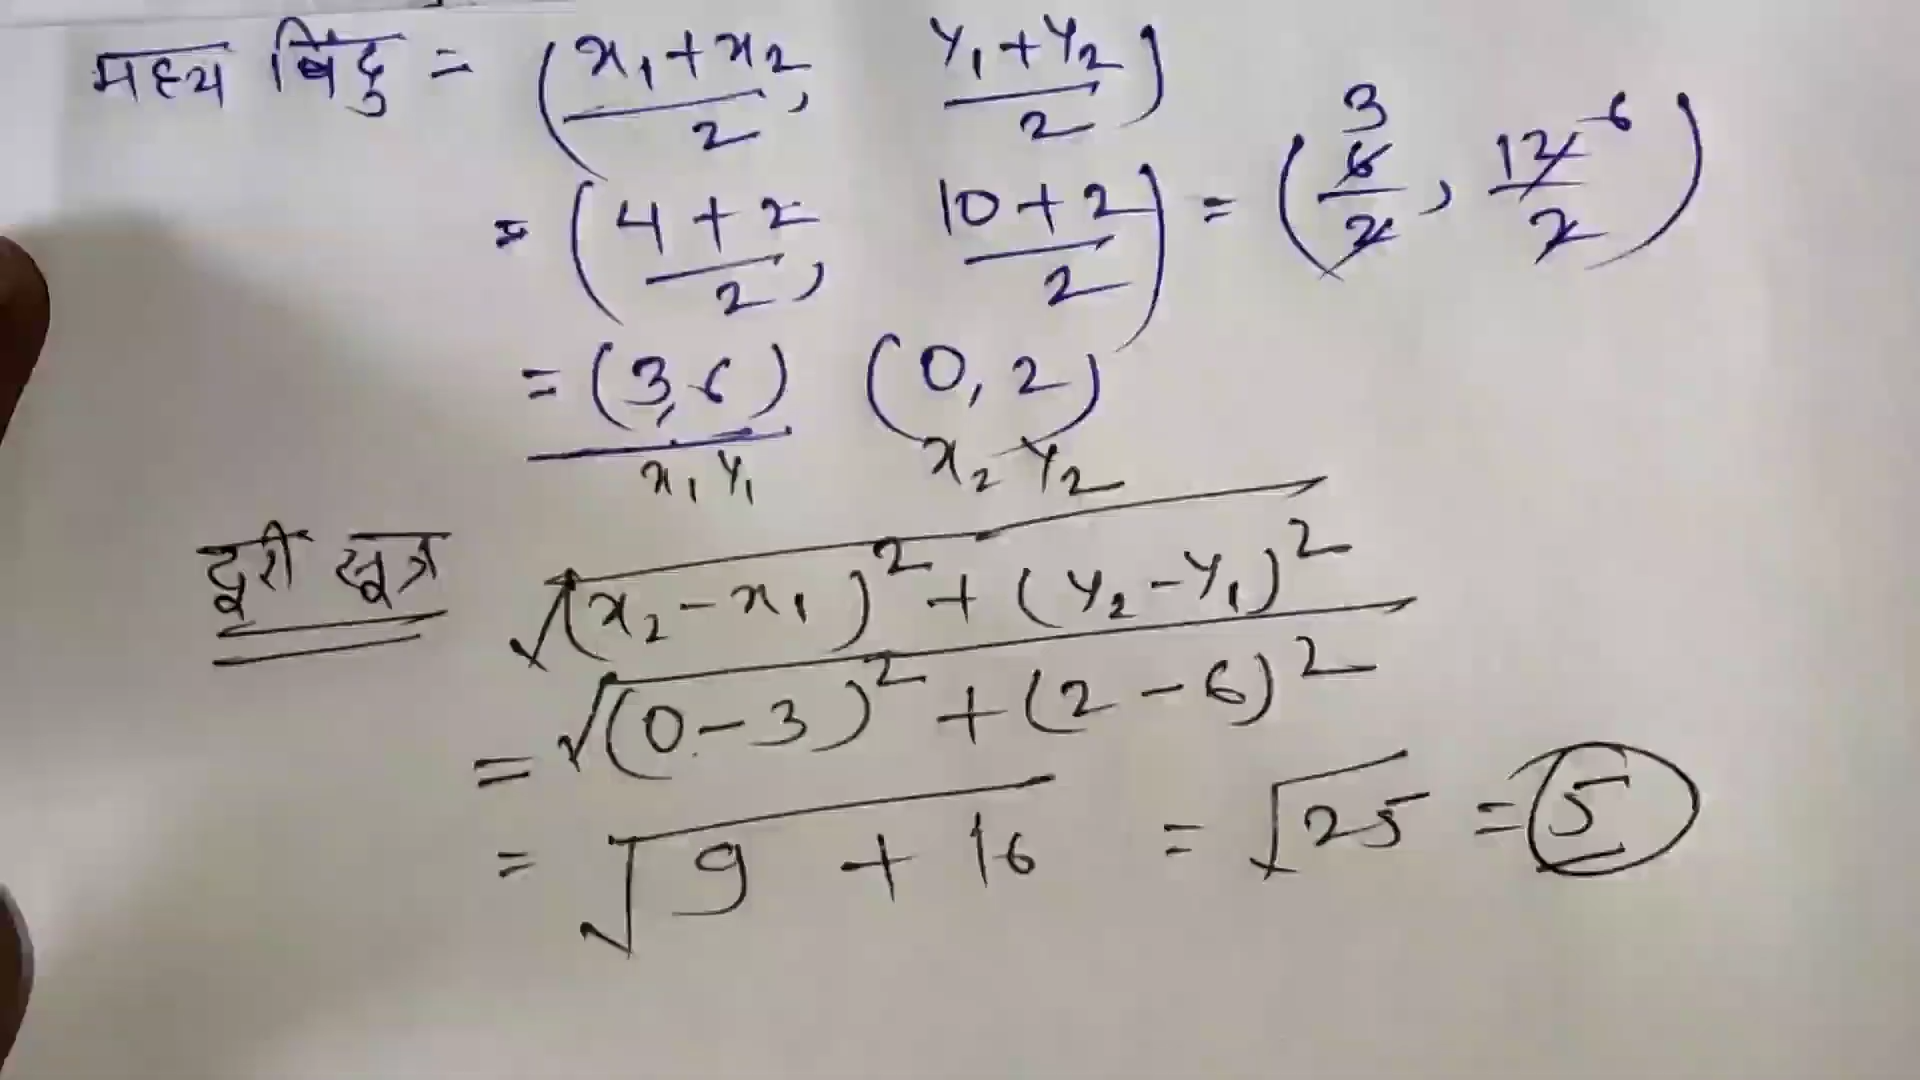 मध्य बिंदु = (x₁+x₂/2, y₁+y₂/2)
= (4+2/2, 10+2/2) = (6/2 3, 12/2 6)
= (3,6) (0,2)
x₁ y₁ x₂ y₂
दूरी सूत्र √(x₂-x₁)²+(y₂-y₁)²
= √(0-3)²+(2-6)²
= √9+16 = √25 = 5